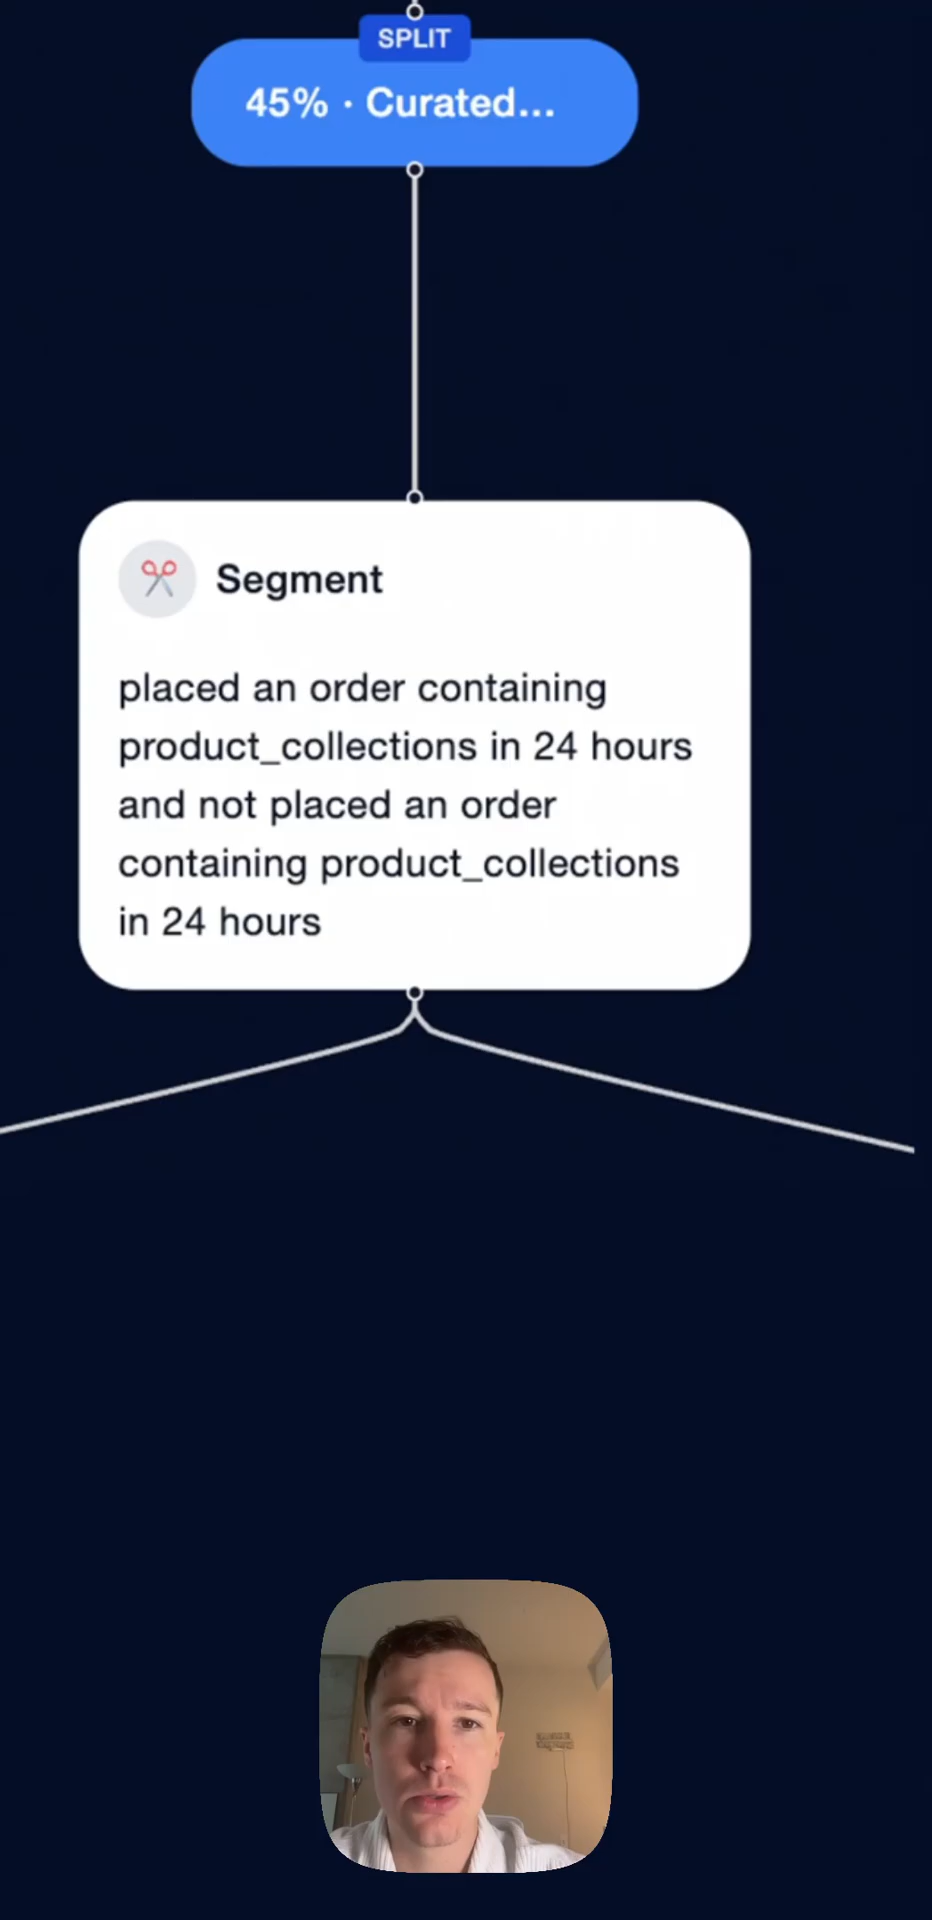 SPLIT
45% · Curated...
Segment
placed an order containing
product_collections in 24 hours
and not placed an order
containing product_collections
in 24 hours